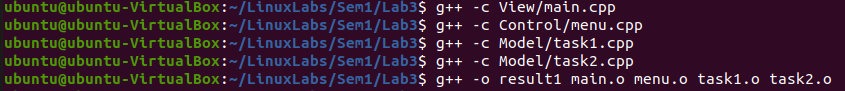 ubuntu@ubuntu-VirtualBox:~/LinuxLabs/Sem1/Lab3$ g++ -c View/main.cpp
ubuntu@ubuntu-VirtualBox:~/LinuxLabs/Sem1/Lab3$ g++ -c Control/menu.cpp
ubuntu@ubuntu-VirtualBox:~/LinuxLabs/Sem1/Lab3$ g++ -c Model/task1.cpp
ubuntu@ubuntu-VirtualBox:~/LinuxLabs/Sem1/Lab3$ g++ -c Model/task2.cpp
ubuntu@ubuntu-VirtualBox:~/LinuxLabs/Sem1/Lab3$ g++ -o result1 main.o menu.o task1.o task2.o